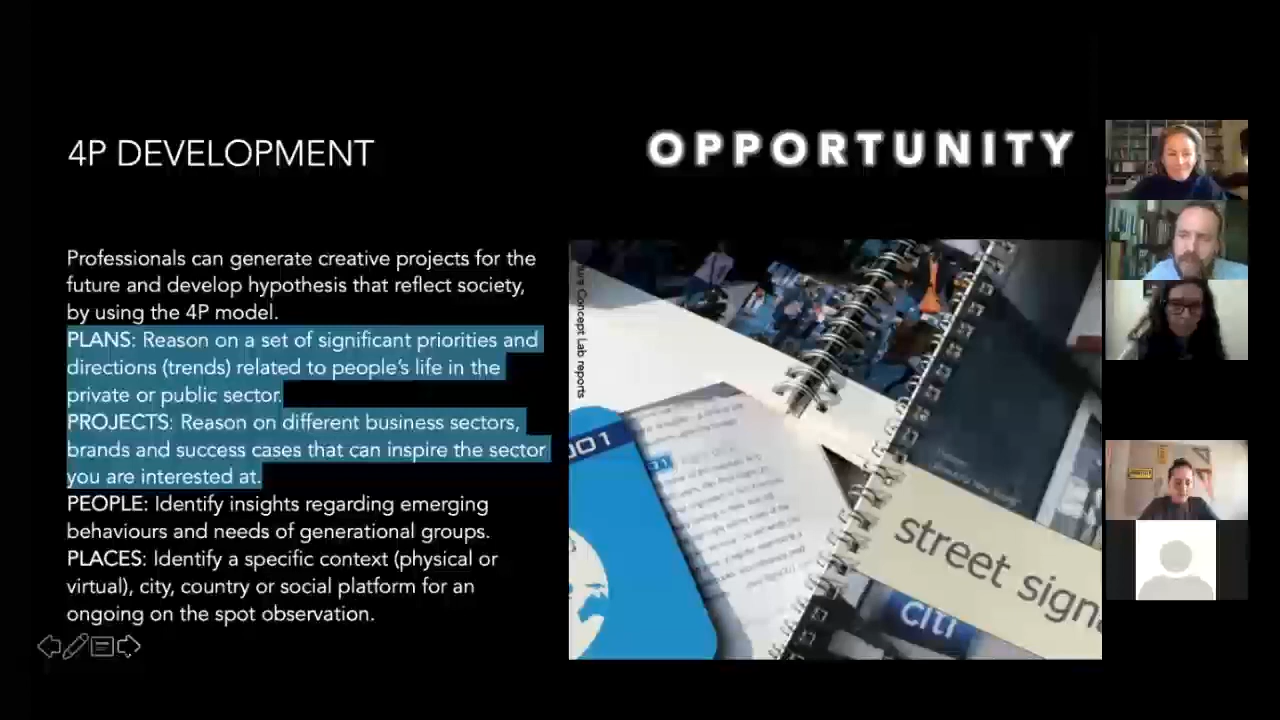 4P DEVELOPMENT
OPPORTUNITY
Professionals can generate creative projects for the
future and develop hypothesis that reflect society,
by using the 4P model.
PLANS: Reason on a set of significant priorities and
directions (trends) related to people's life in the
private or public sector.
PROJECTS: Reason on different business sectors,
brands and success cases that can inspire the sector
you are interested at.
PEOPLE: Identify insights regarding emerging
behaviours and needs of generational groups.
PLACES: Identify a specific context (physical or
virtual), city, country or social platform for an
ongoing on the spot observation.
Concept Lab reports
001
street
citi